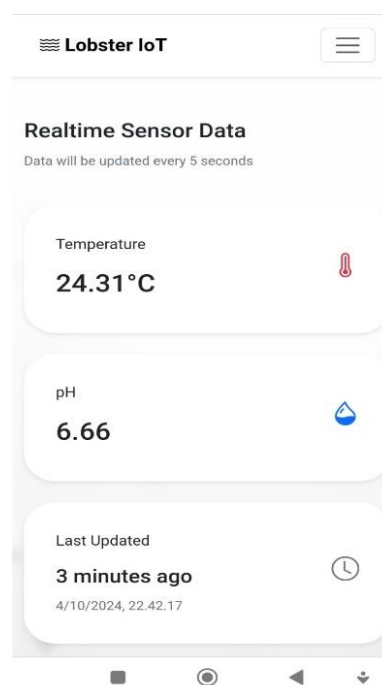 Lobster IoT
Realtime Sensor Data
Data will be updated every 5 seconds
Temperature
24.31°C
pH
6.66
Last Updated
3 minutes ago
4/10/2024, 22.42.17